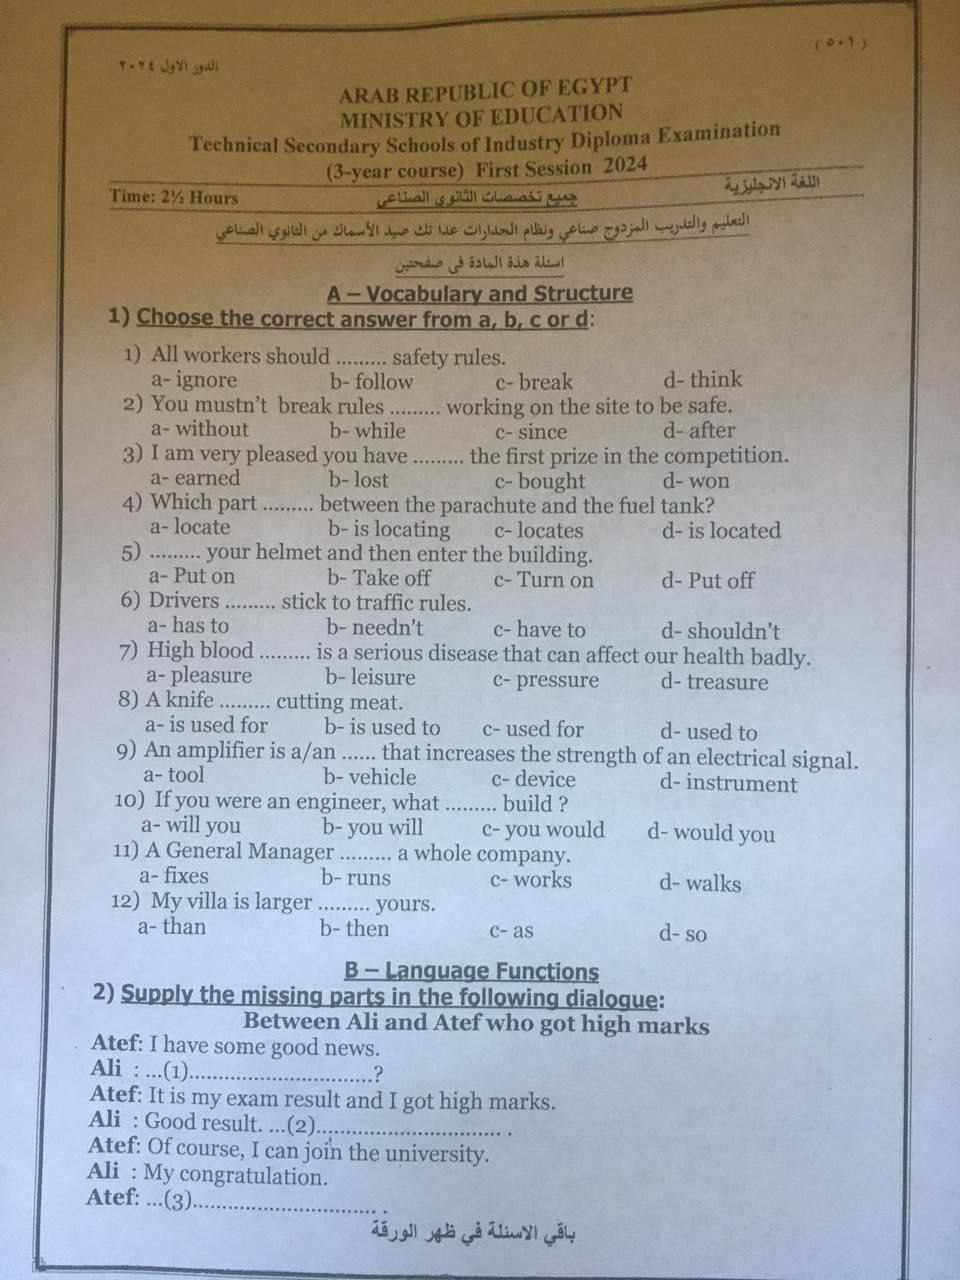 (٥٠١)
الدور الاول ٢٠٢٤
ARAB REPUBLIC OF EGYPT
MINISTRY OF EDUCATION
Technical Secondary Schools of Industry Diploma Examination
(3-year course) First Session 2024
Time: 2½ Hours جميع تخصصات الثانوى الصناعي اللغة الانجليزية
التعليم والتدريب المزدوج صناعي ونظام الجدارات عدا تك صيد الأسماك من الثانوي الصناعي
اسئلة هذة المادة فى صفحتين
A – Vocabulary and Structure
1) Choose the correct answer from a, b, c or d:
1) All workers should ......... safety rules.
a- ignore b- follow c- break d- think
2) You mustn't break rules ......... working on the site to be safe.
a- without b- while c- since d- after
3) I am very pleased you have ......... the first prize in the competition.
a- earned b- lost c- bought d- won
4) Which part ......... between the parachute and the fuel tank?
a- locate b- is locating c- locates d- is located
5) ......... your helmet and then enter the building.
a- Put on b- Take off c- Turn on d- Put off
6) Drivers ......... stick to traffic rules.
a- has to b- needn't c- have to d- shouldn't
7) High blood ......... is a serious disease that can affect our health badly.
a- pleasure b- leisure c- pressure d- treasure
8) A knife ......... cutting meat.
a- is used for b- is used to c- used for d- used to
9) An amplifier is a/an ...... that increases the strength of an electrical signal.
a- tool b- vehicle c- device d- instrument
10) If you were an engineer, what ......... build ?
a- will you b- you will c- you would d- would you
11) A General Manager ......... a whole company.
a- fixes b- runs c- works d- walks
12) My villa is larger ......... yours.
a- than b- then c- as d- so
B – Language Functions
2) Supply the missing parts in the following dialogue:
Between Ali and Atef who got high marks
Atef: I have some good news.
Ali : ...(1)..............................?
Atef: It is my exam result and I got high marks.
Ali : Good result. ...(2)............................... .
Atef: Of course, I can join the university.
Ali : My congratulation.
Atef: ...(3).............................. .
باقي الاسئلة في ظهر الورقة